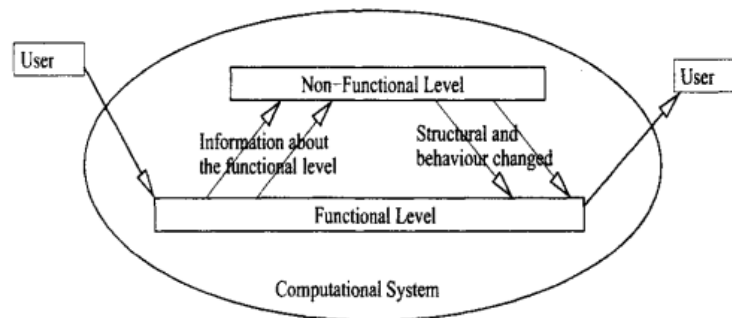 User
User
Non-Functional Level
Information about
the functional level
Structural and
behaviour changed
Functional Level
Computational System